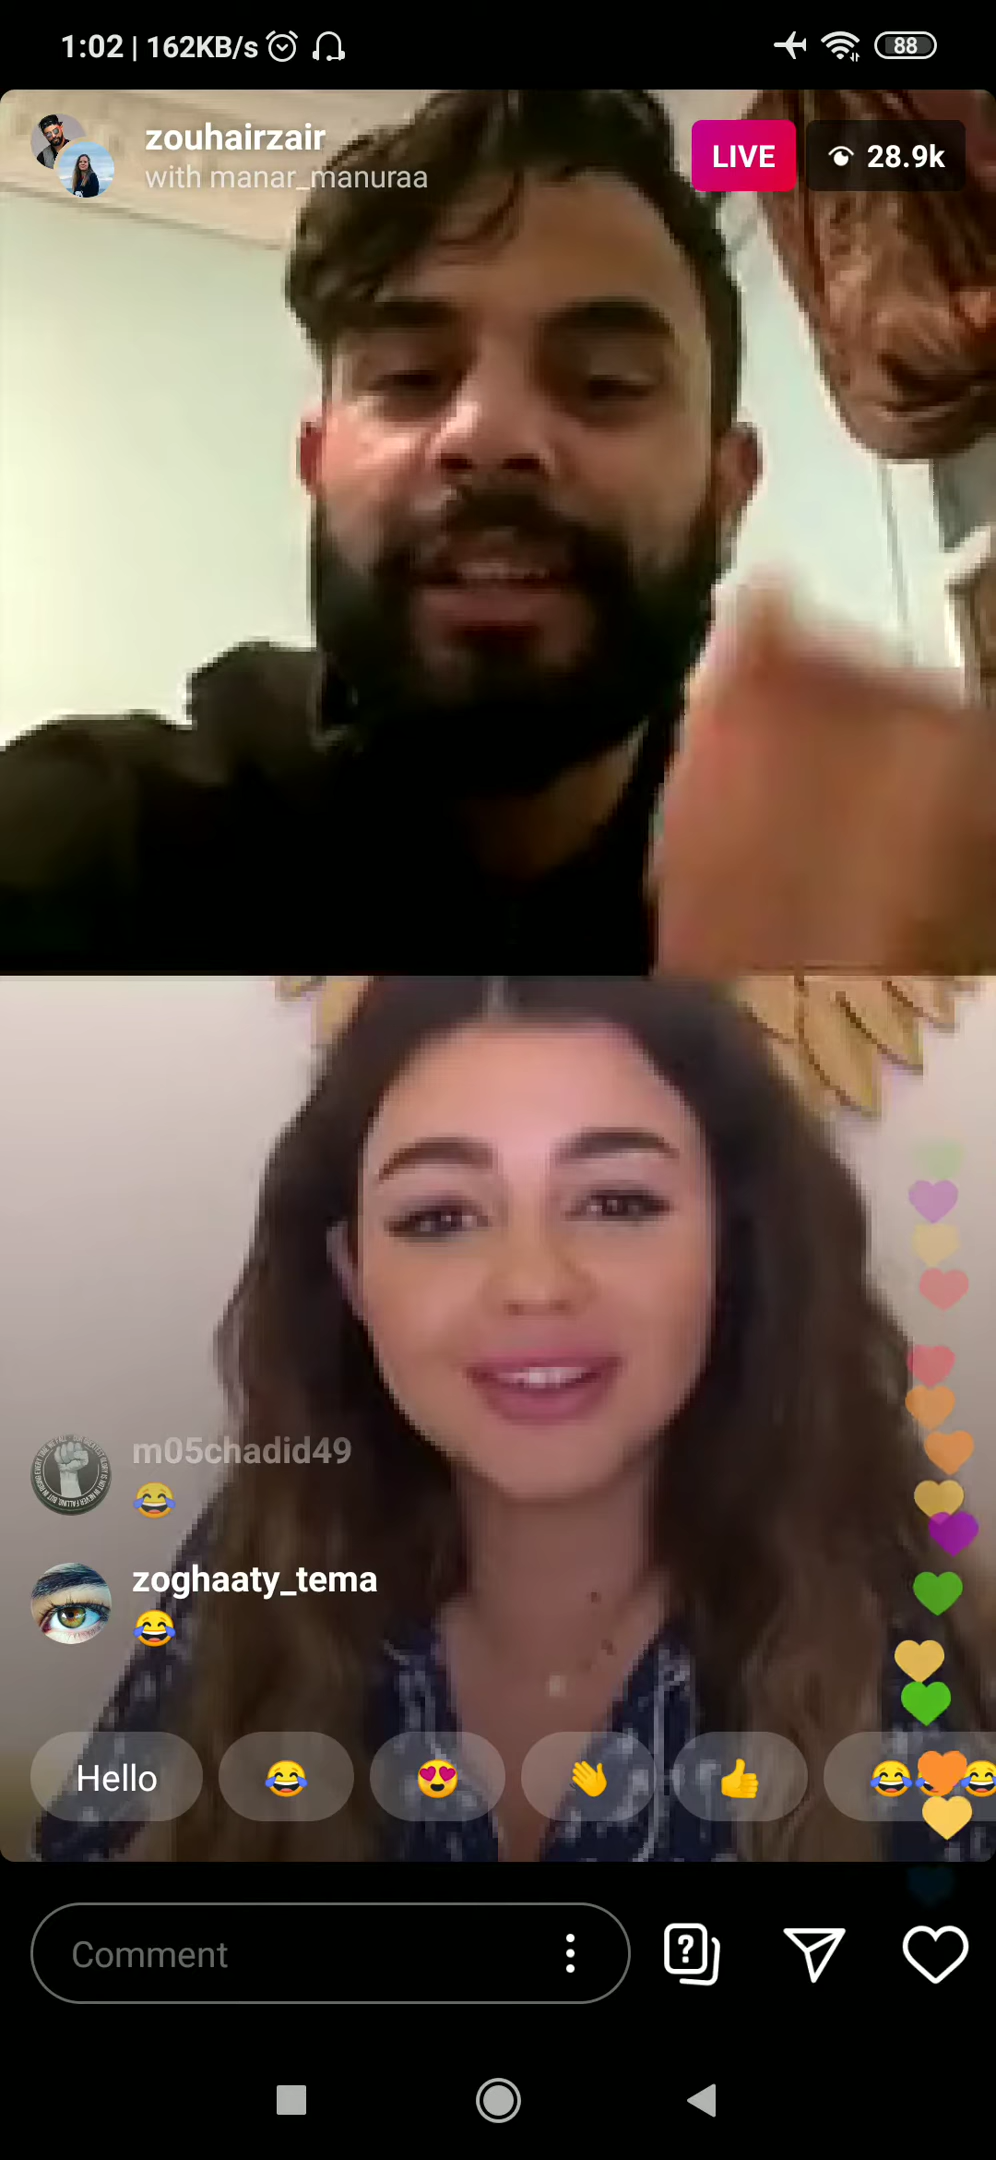 1:02 | 162KB/s
88
zouhairzair
with manar_manuraa
LIVE
28.9k
m05chadid49
😂
zoghaaty_tema
😂
Hello 😂 😍 👋 👍 😂
Comment